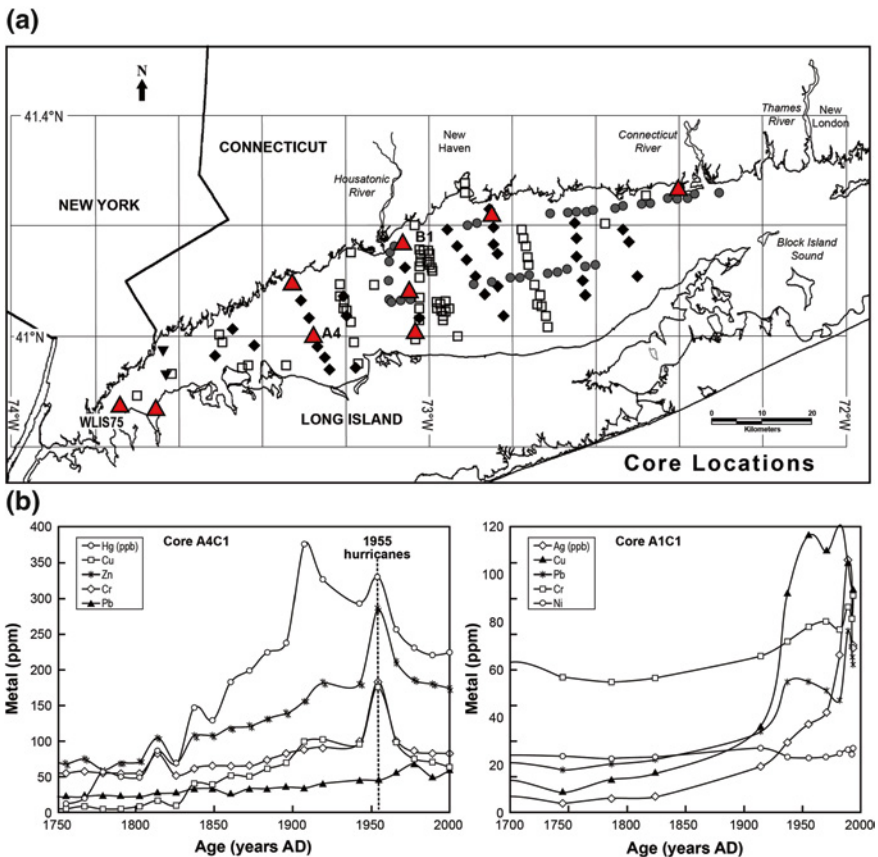 (a)
N
41.4°N
CONNECTICUT
NEW YORK
Housatonic
River
New
Haven
Connecticut
River
Thames
River
New
London
B1
Block Island
Sound
A4
41°N
74°W
WLIS75
LONG ISLAND
73°W
72°W
0 10 20
Kilometers
Core Locations
(b)
Core A4C1
1955
hurricanes
Hg (ppb)
Cu
Zn
Cr
Pb
Metal (ppm)
400
350
300
250
200
150
100
50
0
1750 1800 1850 1900 1950 2000
Age (years AD)
Core A1C1
Ag (ppb)
Cu
Pb
Cr
Ni
Metal (ppm)
120
100
80
60
40
20
0
1700 1750 1800 1850 1900 1950 2000
Age (years AD)